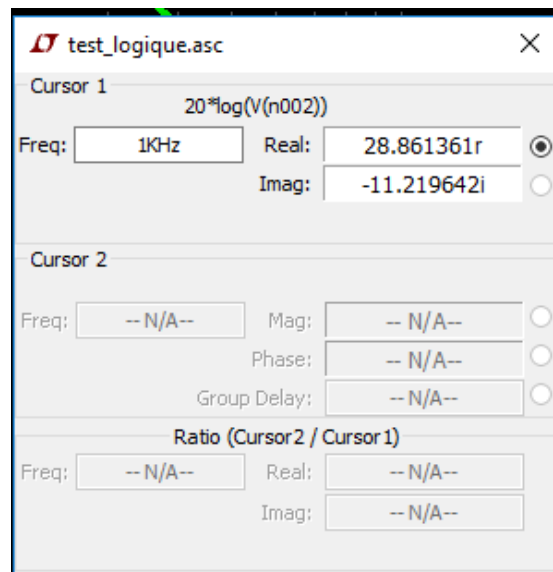 test_logique.asc
Cursor 1
20*log(V(n002))
Freq: 1KHz Real: 28.861361r
Imag: -11.219642i
Cursor 2
Freq: -- N/A-- Mag: -- N/A--
Phase: -- N/A--
Group Delay: -- N/A--
Ratio (Cursor2 / Cursor1)
Freq: -- N/A-- Real: -- N/A--
Imag: -- N/A--